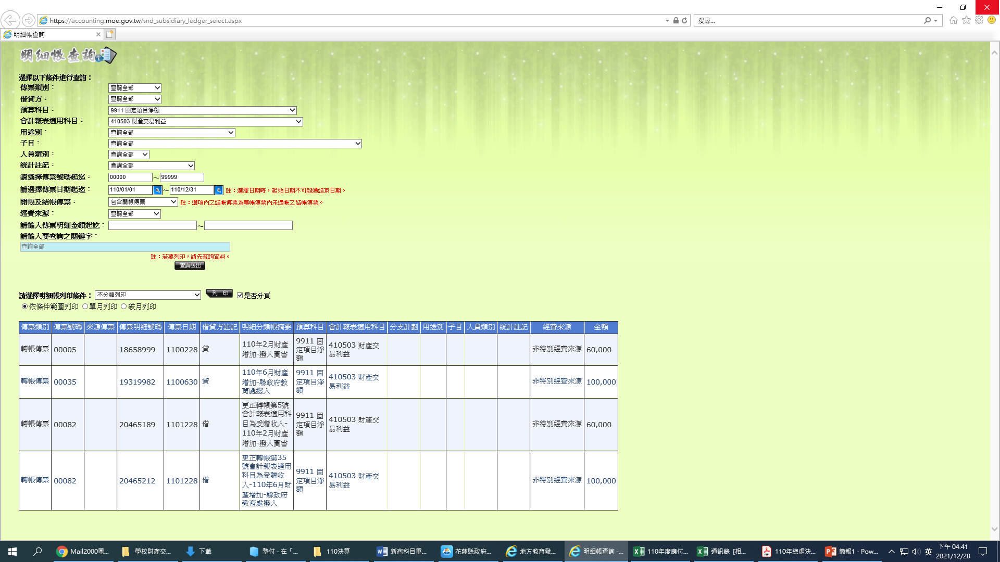 https://accounting.moe.gov.tw/snd_subsidiary_ledger_select.aspx
搜尋...
明細帳查詢
明細帳查詢
選擇以下條件進行查詢：
傳票類別： 查詢全部
借貸方： 查詢全部
預算科目： 9911 固定項目淨額
會計報表適用科目： 410503 財產交易利益
用途別： 查詢全部
子目： 查詢全部
人員類別： 查詢全部
統計註記： 查詢全部
請選擇傳票號碼起迄： 00000 ～ 99999
請選擇傳票日期起迄： 110/01/01 ～ 110/12/31 註：選擇日期時，起始日期不可超過結束日期。
開帳及結帳傳票： 包含開帳傳票 註：選項內之結帳傳票為轉帳傳票內未過帳之結帳傳票。
經費來源： 查詢全部
請輸入傳票明細金額起訖： ～
請輸入要查詢之關鍵字：
查詢全部
註：若要列印，請先查詢資料。
查詢送出
請選擇明細帳列印條件： 不分類列印 列 印 是否分頁
依條件範圍列印 單月列印 破月列印
傳票類別 傳票號碼 來源傳票 傳票明細號碼 傳票日期 借貸方註記 明細分類帳摘要 預算科目 會計報表適用科目 分支計劃 用途別 子目 人員類別 統計註記 經費來源 金額
轉帳傳票 00005 18658999 1100228 貸
110年2月財產
增加-撥入圖書
9911 固
定項目淨
額
410503 財產交
易利益
非特別經費來源 60,000
轉帳傳票 00035 19319982 1100630 貸
110年6月財產
增加-縣政府教
育處撥入
9911 固
定項目淨
額
410503 財產交
易利益
非特別經費來源 100,000
轉帳傳票 00082 20465189 1101228 借
更正轉帳第5號
會計報表適用科
目為受贈收入-
110年2月財產
增加-撥入圖書
9911 固
定項目淨
額
410503 財產交
易利益
非特別經費來源 60,000
轉帳傳票 00082 20465212 1101228 借
更正轉帳第35
號會計報表適用
科目為受贈收
入-110年6月財
產增加-縣政府
教育處撥入
9911 固
定項目淨
額
410503 財產交
易利益
非特別經費來源 100,000
Mail2000電... 學校財產交... 下載 墊付 - 在「... 110決算 新舊科目重... 花蓮縣政府... 地方教育發... 明細帳查詢 -... 110年度應付... 通訊錄 [相... 110年總處決... 簡報1 - Pow... 英 下午 04:41
2021/12/28